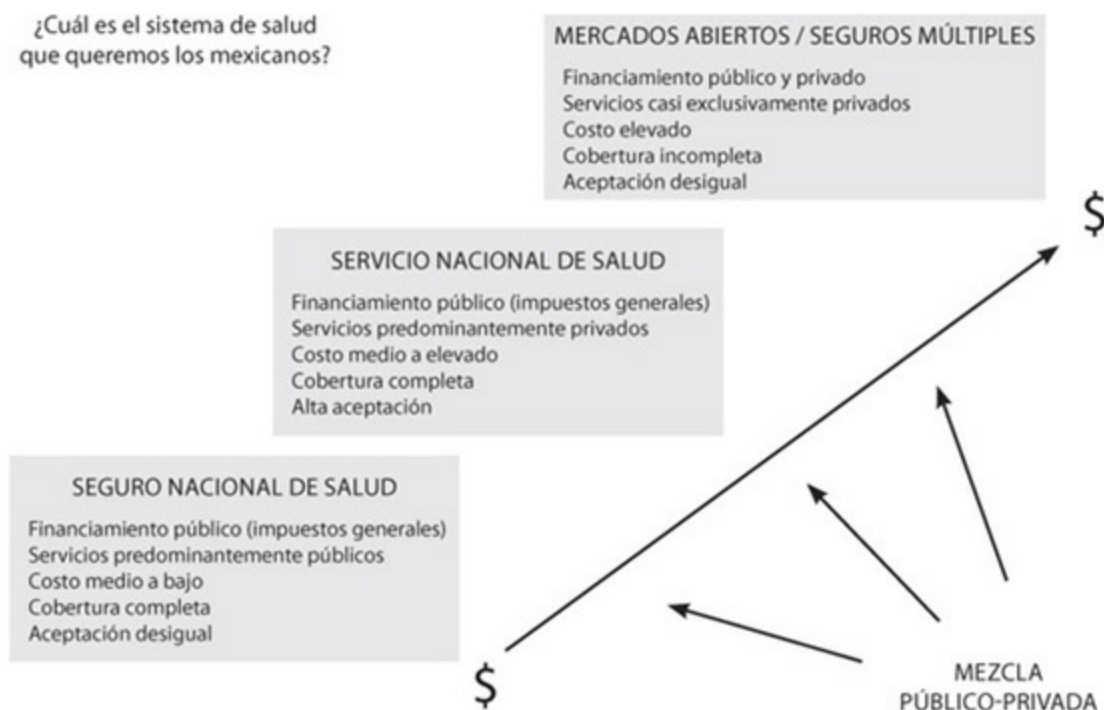 ¿Cuál es el sistema de salud
que queremos los mexicanos?
MERCADOS ABIERTOS / SEGUROS MÚLTIPLES
Financiamiento público y privado
Servicios casi exclusivamente privados
Costo elevado
Cobertura incompleta
Aceptación desigual
$
SERVICIO NACIONAL DE SALUD
Financiamiento público (impuestos generales)
Servicios predominantemente privados
Costo medio a elevado
Cobertura completa
Alta aceptación
SEGURO NACIONAL DE SALUD
Financiamiento público (impuestos generales)
Servicios predominantemente públicos
Costo medio a bajo
Cobertura completa
Aceptación desigual
$
MEZCLA
PÚBLICO-PRIVADA